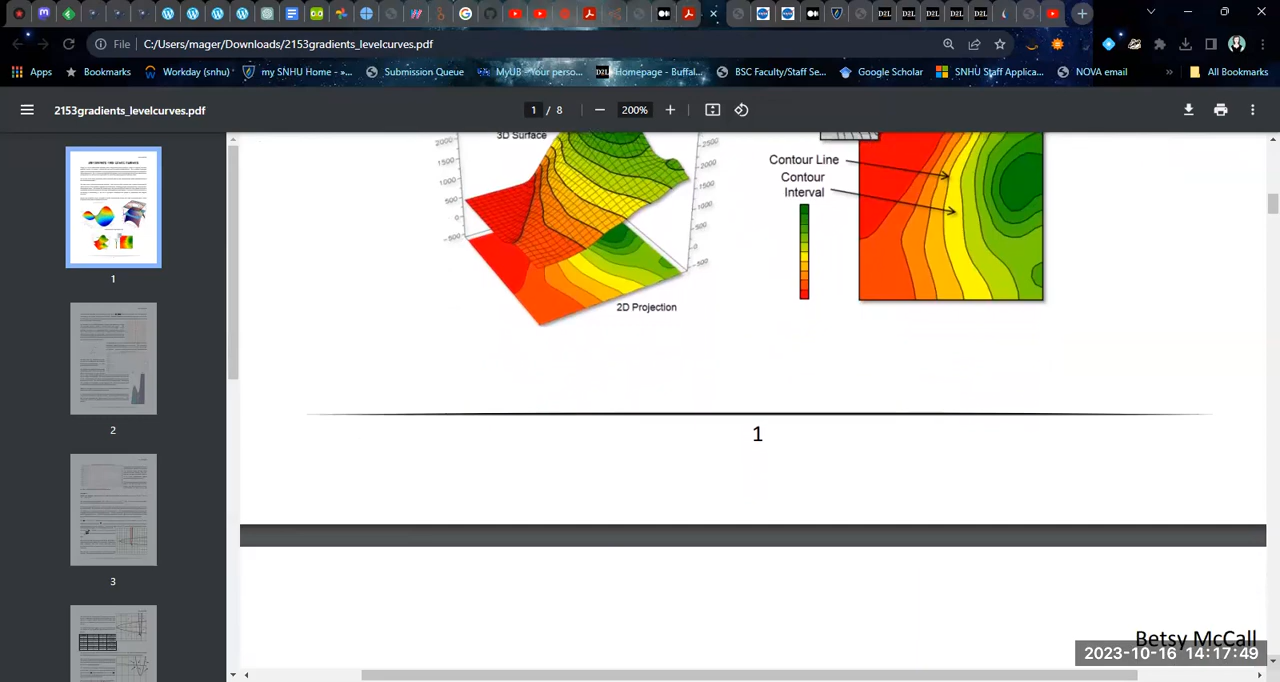 File C:/Users/mager/Downloads/2153gradients_levelcurves.pdf
Apps Bookmarks Workday (snhu) my SNHU Home - »... Submission Queue MyUB - Your perso... D2L Homepage - Buffal... BSC Faculty/Staff Se... Google Scholar SNHU Staff Applica... NOVA email » All Bookmarks
2153gradients_levelcurves.pdf 1 / 8 200%
3D Surface
2000
1500
1000
500
0
-500
2500
2000
1500
1000
500
0
-500
2D Projection
Contour Line
Contour
Interval
1
Betsy McCall
2023-10-16 14:17:49
1
2
3